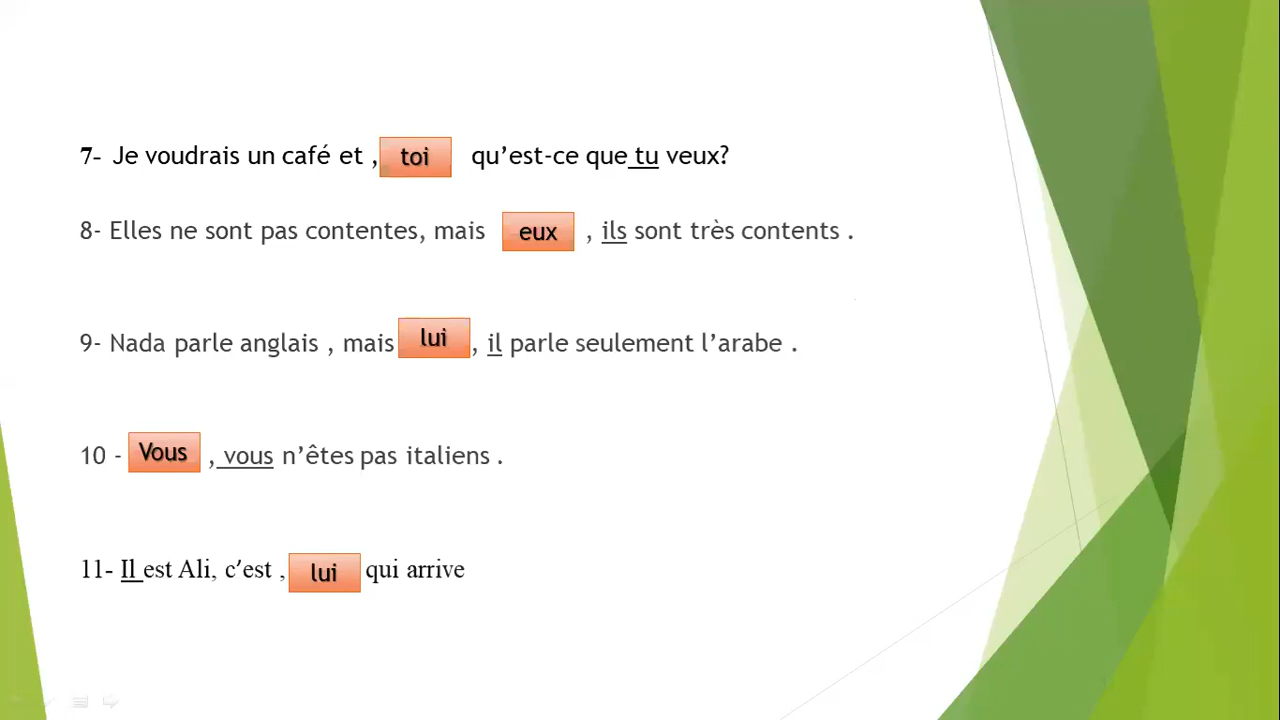 7- Je voudrais un café et , toi qu’est-ce que tu veux?
8- Elles ne sont pas contentes, mais eux , ils sont très contents .
9- Nada parle anglais , mais lui , il parle seulement l’arabe .
10 - Vous , vous n’êtes pas italiens .
11- Il est Ali, c’est , lui qui arrive